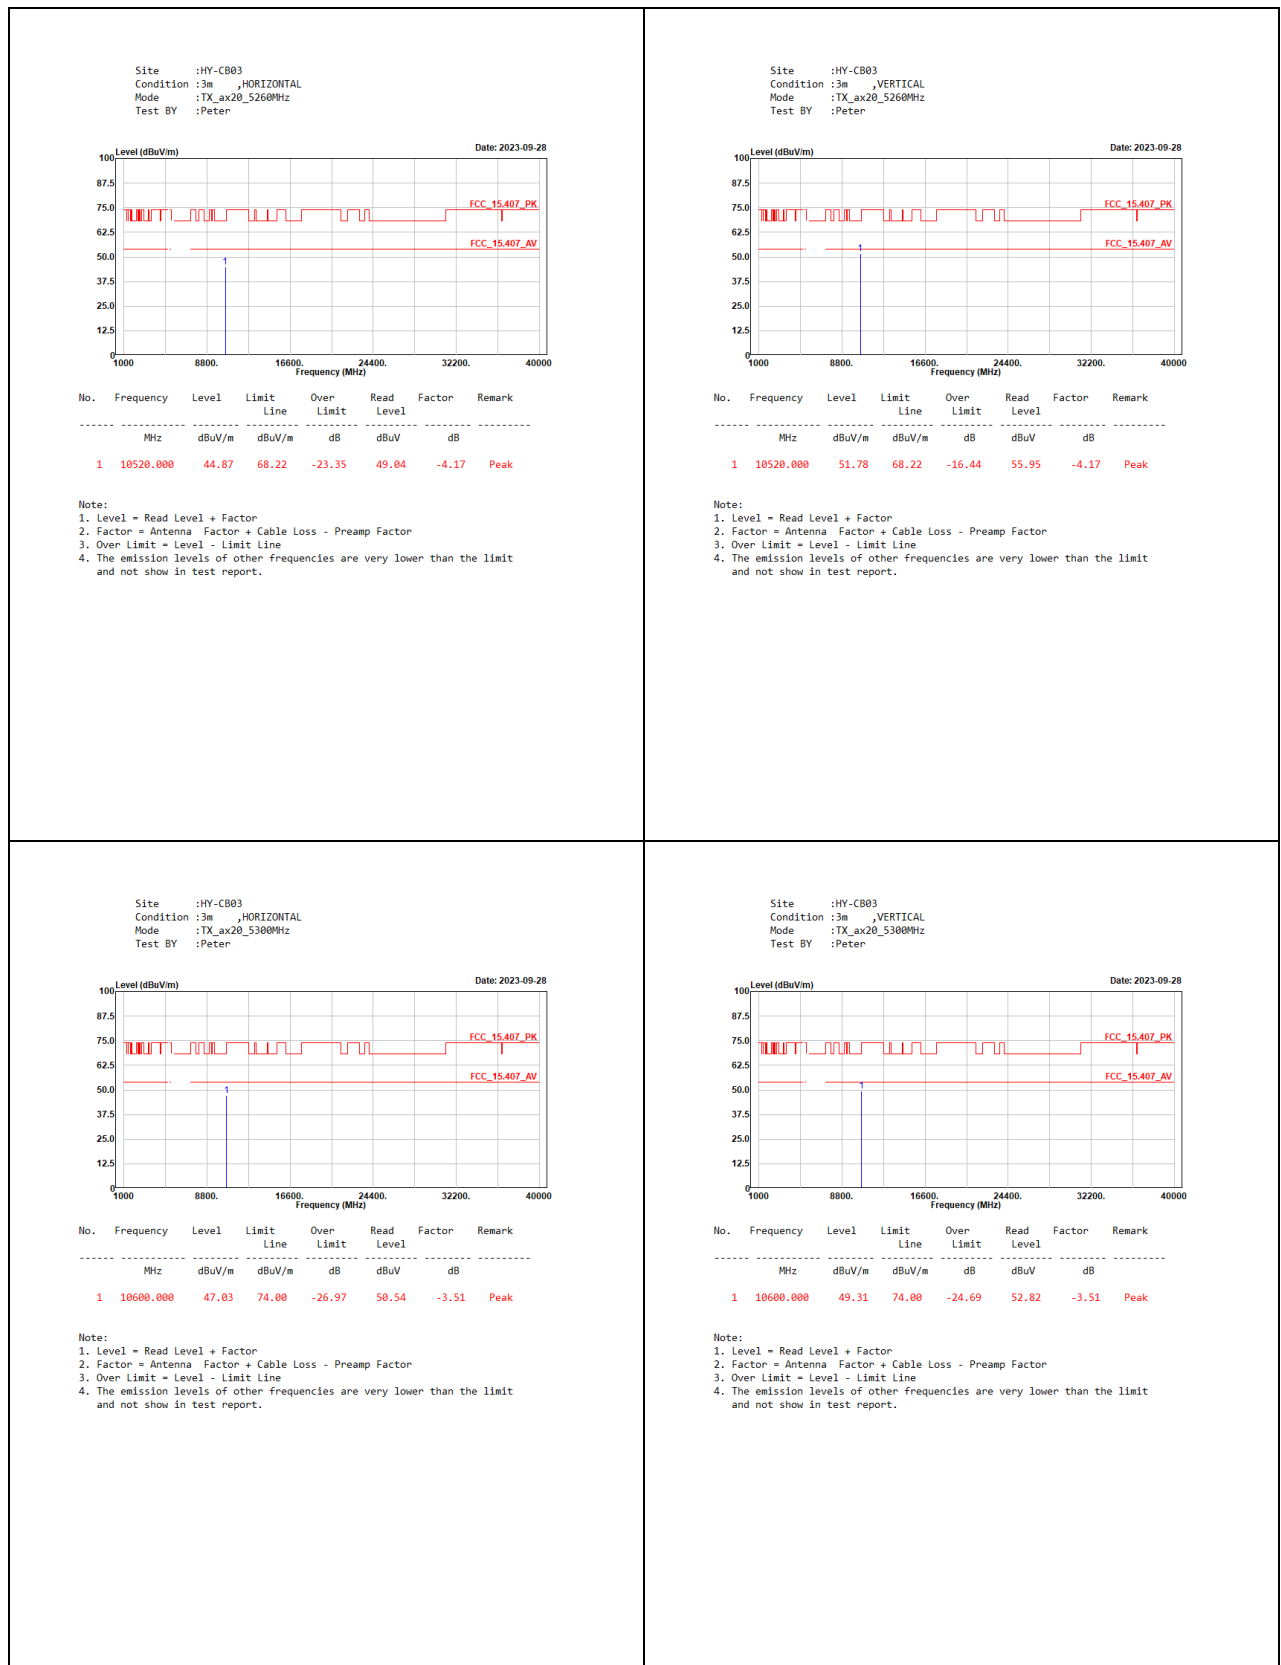 Site :HY-CB03
Condition :3m ,HORIZONTAL
Mode :TX_ax20_5260MHz
Test BY :Peter
Level (dBuV/m) Date: 2023-09-28
100
87.5
75.0
FCC_15.407_PK
62.5
FCC_15.407_AV
50.0
1
37.5
25.0
12.5
0
1000 8800. 16600. 24400. 32200. 40000
Frequency (MHz)
No. Frequency Level Limit Over Read Factor Remark
Line Limit Level
------ ----------- -------- -------- --------- --------- -------- ---------
MHz dBuV/m dBuV/m dB dBuV dB
1 10520.000 44.87 68.22 -23.35 49.04 -4.17 Peak
Note:
1. Level = Read Level + Factor
2. Factor = Antenna Factor + Cable Loss - Preamp Factor
3. Over Limit = Level - Limit Line
4. The emission levels of other frequencies are very lower than the limit
and not show in test report.
Site :HY-CB03
Condition :3m ,VERTICAL
Mode :TX_ax20_5260MHz
Test BY :Peter
Level (dBuV/m) Date: 2023-09-28
100
87.5
75.0
FCC_15.407_PK
62.5
FCC_15.407_AV
50.0
1
37.5
25.0
12.5
0
1000 8800. 16600. 24400. 32200. 40000
Frequency (MHz)
No. Frequency Level Limit Over Read Factor Remark
Line Limit Level
------ ----------- -------- -------- --------- --------- -------- ---------
MHz dBuV/m dBuV/m dB dBuV dB
1 10520.000 51.78 68.22 -16.44 55.95 -4.17 Peak
Note:
1. Level = Read Level + Factor
2. Factor = Antenna Factor + Cable Loss - Preamp Factor
3. Over Limit = Level - Limit Line
4. The emission levels of other frequencies are very lower than the limit
and not show in test report.
Site :HY-CB03
Condition :3m ,HORIZONTAL
Mode :TX_ax20_5300MHz
Test BY :Peter
Level (dBuV/m) Date: 2023-09-28
100
87.5
75.0
FCC_15.407_PK
62.5
FCC_15.407_AV
50.0
1
37.5
25.0
12.5
0
1000 8800. 16600. 24400. 32200. 40000
Frequency (MHz)
No. Frequency Level Limit Over Read Factor Remark
Line Limit Level
------ ----------- -------- -------- --------- --------- -------- ---------
MHz dBuV/m dBuV/m dB dBuV dB
1 10600.000 47.03 74.00 -26.97 50.54 -3.51 Peak
Note:
1. Level = Read Level + Factor
2. Factor = Antenna Factor + Cable Loss - Preamp Factor
3. Over Limit = Level - Limit Line
4. The emission levels of other frequencies are very lower than the limit
and not show in test report.
Site :HY-CB03
Condition :3m ,VERTICAL
Mode :TX_ax20_5300MHz
Test BY :Peter
Level (dBuV/m) Date: 2023-09-28
100
87.5
75.0
FCC_15.407_PK
62.5
FCC_15.407_AV
50.0
1
37.5
25.0
12.5
0
1000 8800. 16600. 24400. 32200. 40000
Frequency (MHz)
No. Frequency Level Limit Over Read Factor Remark
Line Limit Level
------ ----------- -------- -------- --------- --------- -------- ---------
MHz dBuV/m dBuV/m dB dBuV dB
1 10600.000 49.31 74.00 -24.69 52.82 -3.51 Peak
Note:
1. Level = Read Level + Factor
2. Factor = Antenna Factor + Cable Loss - Preamp Factor
3. Over Limit = Level - Limit Line
4. The emission levels of other frequencies are very lower than the limit
and not show in test report.